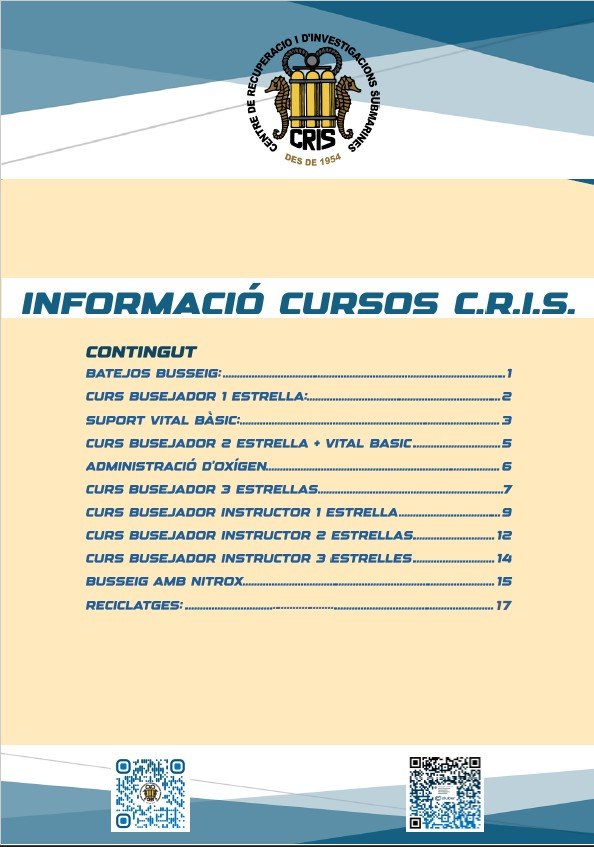 CENTRE DE RECUPERACIO I D'INVESTIGACIONS SUBMARINES
CRIS
DES DE 1954
INFORMACIÓ CURSOS C.R.I.S.
CONTINGUT
BATEJOS BUSSEIG: 1
CURS BUSEJADOR 1 ESTRELLA: 2
SUPORT VITAL BÀSIC: 3
CURS BUSEJADOR 2 ESTRELLA + VITAL BASIC 5
ADMINISTRACIÓ D'OXÍGEN 6
CURS BUSEJADOR 3 ESTRELLAS 7
CURS BUSEJADOR INSTRUCTOR 1 ESTRELLA 9
CURS BUSEJADOR INSTRUCTOR 2 ESTRELLAS 12
CURS BUSEJADOR INSTRUCTOR 3 ESTRELLES 14
BUSSEIG AMB NITROX 15
RECICLATGES: 17